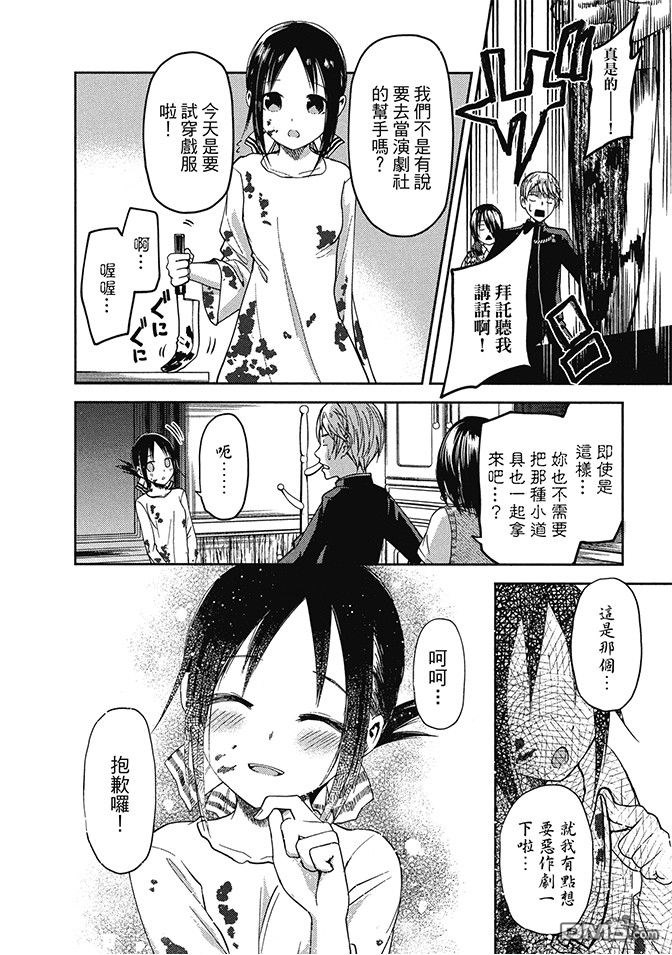 真是的——！
拜託聽我
講話啊！
我們不是有說
要去當演劇社
的幫手嗎？
今天是要
試穿戲服
啦！
啊…
喔喔…
ぐに
ぐに
即使是
這樣…
妳也不需要
把那種小道
具也一起拿
來吧…？
呃……
這是那個…
就我有點想
要惡作劇一
下啦…
呵呵…
抱歉囉！